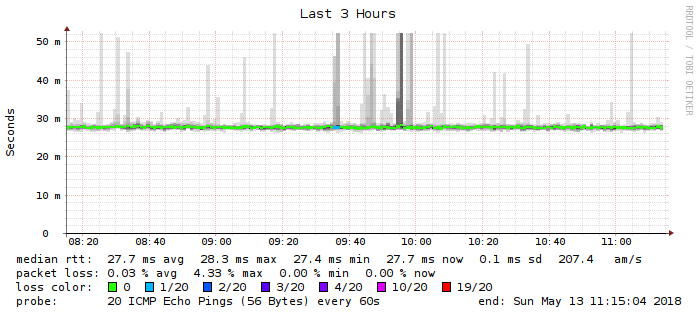 Last 3 Hours
RRDTOOL / TOBI OETIKER
Seconds
50 m
40 m
30 m
20 m
10 m
0
08:20 08:40 09:00 09:20 09:40 10:00 10:20 10:40 11:00
median rtt: 27.7 ms avg 28.3 ms max 27.4 ms min 27.7 ms now 0.1 ms sd 207.4 am/s
packet loss: 0.03 % avg 4.33 % max 0.00 % min 0.00 % now
loss color: 0 1/20 2/20 3/20 4/20 10/20 19/20
probe: 20 ICMP Echo Pings (56 Bytes) every 60s end: Sun May 13 11:15:04 2018